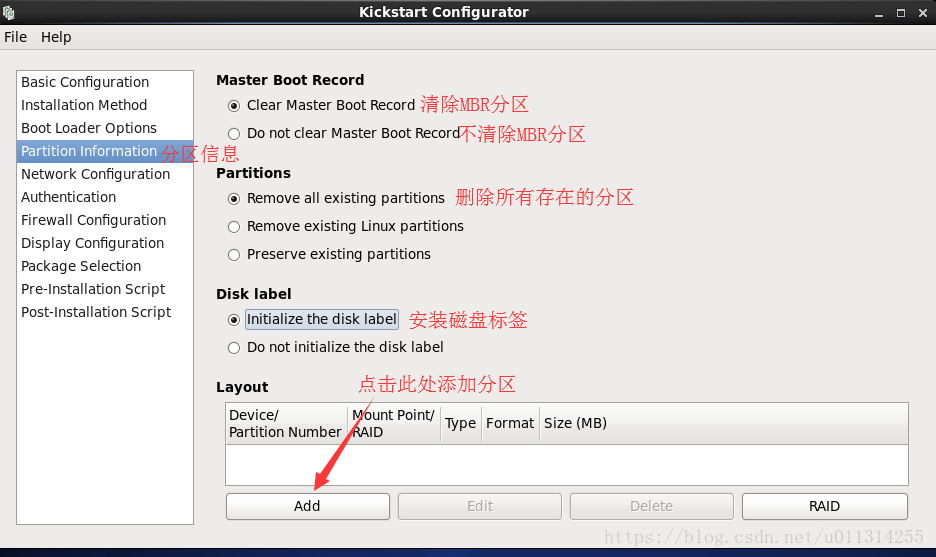 Kickstart Configurator
File Help
Basic Configuration
Installation Method
Boot Loader Options
Partition Information 分区信息
Network Configuration
Authentication
Firewall Configuration
Display Configuration
Package Selection
Pre-Installation Script
Post-Installation Script
Master Boot Record
Clear Master Boot Record 清除MBR分区
Do not clear Master Boot Record 不清除MBR分区
Partitions
Remove all existing partitions 删除所有存在的分区
Remove existing Linux partitions
Preserve existing partitions
Disk label
Initialize the disk label 安装磁盘标签
Do not initialize the disk label
点击此处添加分区
Layout
Device/
Partition Number
Mount Point/
RAID
Type
Format
Size (MB)
Add Edit Delete RAID
https://blog.csdn.net/u011314255